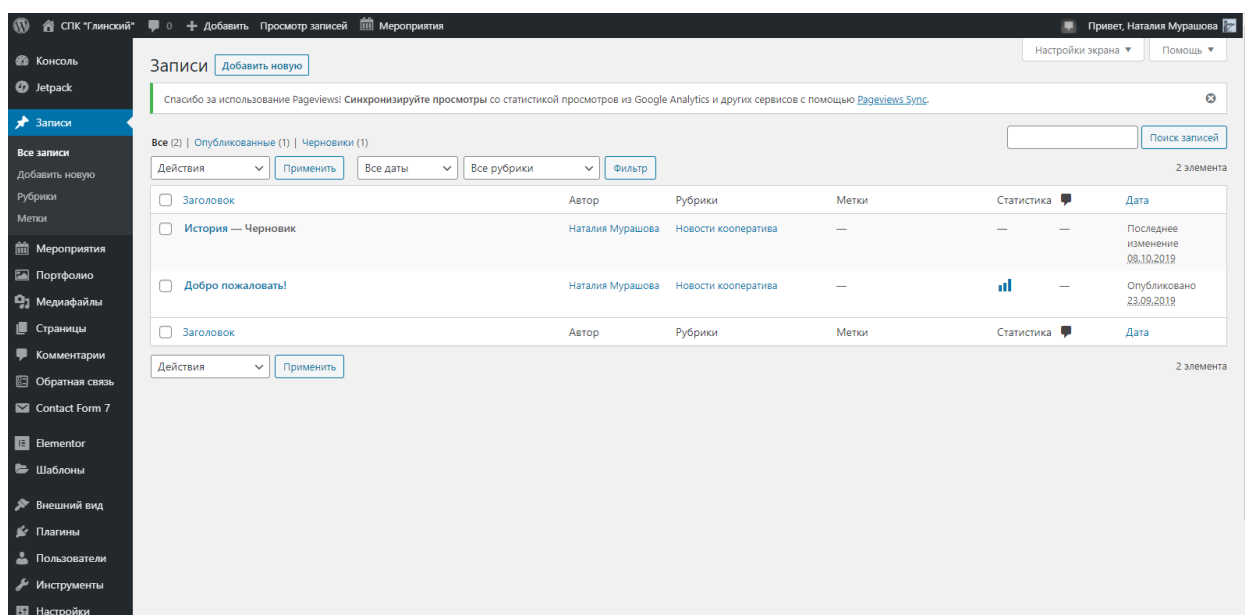 СПК "Глинский" 0 Добавить Просмотр записей Мероприятия Привет, Наталия Мурашова
Настройки экрана ▼ Помощь ▼
Консоль
Jetpack
Записи
Все записи
Добавить новую
Рубрики
Метки
Мероприятия
Портфолио
Медиафайлы
Страницы
Комментарии
Обратная связь
Contact Form 7
Elementor
Шаблоны
Внешний вид
Плагины
Пользователи
Инструменты
Настройки
Записи Добавить новую
Спасибо за использование Pageviews! Синхронизируйте просмотры со статистикой просмотров из Google Analytics и других сервисов с помощью Pageviews Sync.
Все (2) | Опубликованные (1) | Черновики (1) Поиск записей
Действия Применить Все даты Все рубрики Фильтр 2 элемента
Заголовок Автор Рубрики Метки Статистика Дата
История — Черновик Наталия Мурашова Новости кооператива — — — Последнее
изменение
08.10.2019
Добро пожаловать! Наталия Мурашова Новости кооператива — — Опубликовано
23.09.2019
Заголовок Автор Рубрики Метки Статистика Дата
Действия Применить 2 элемента